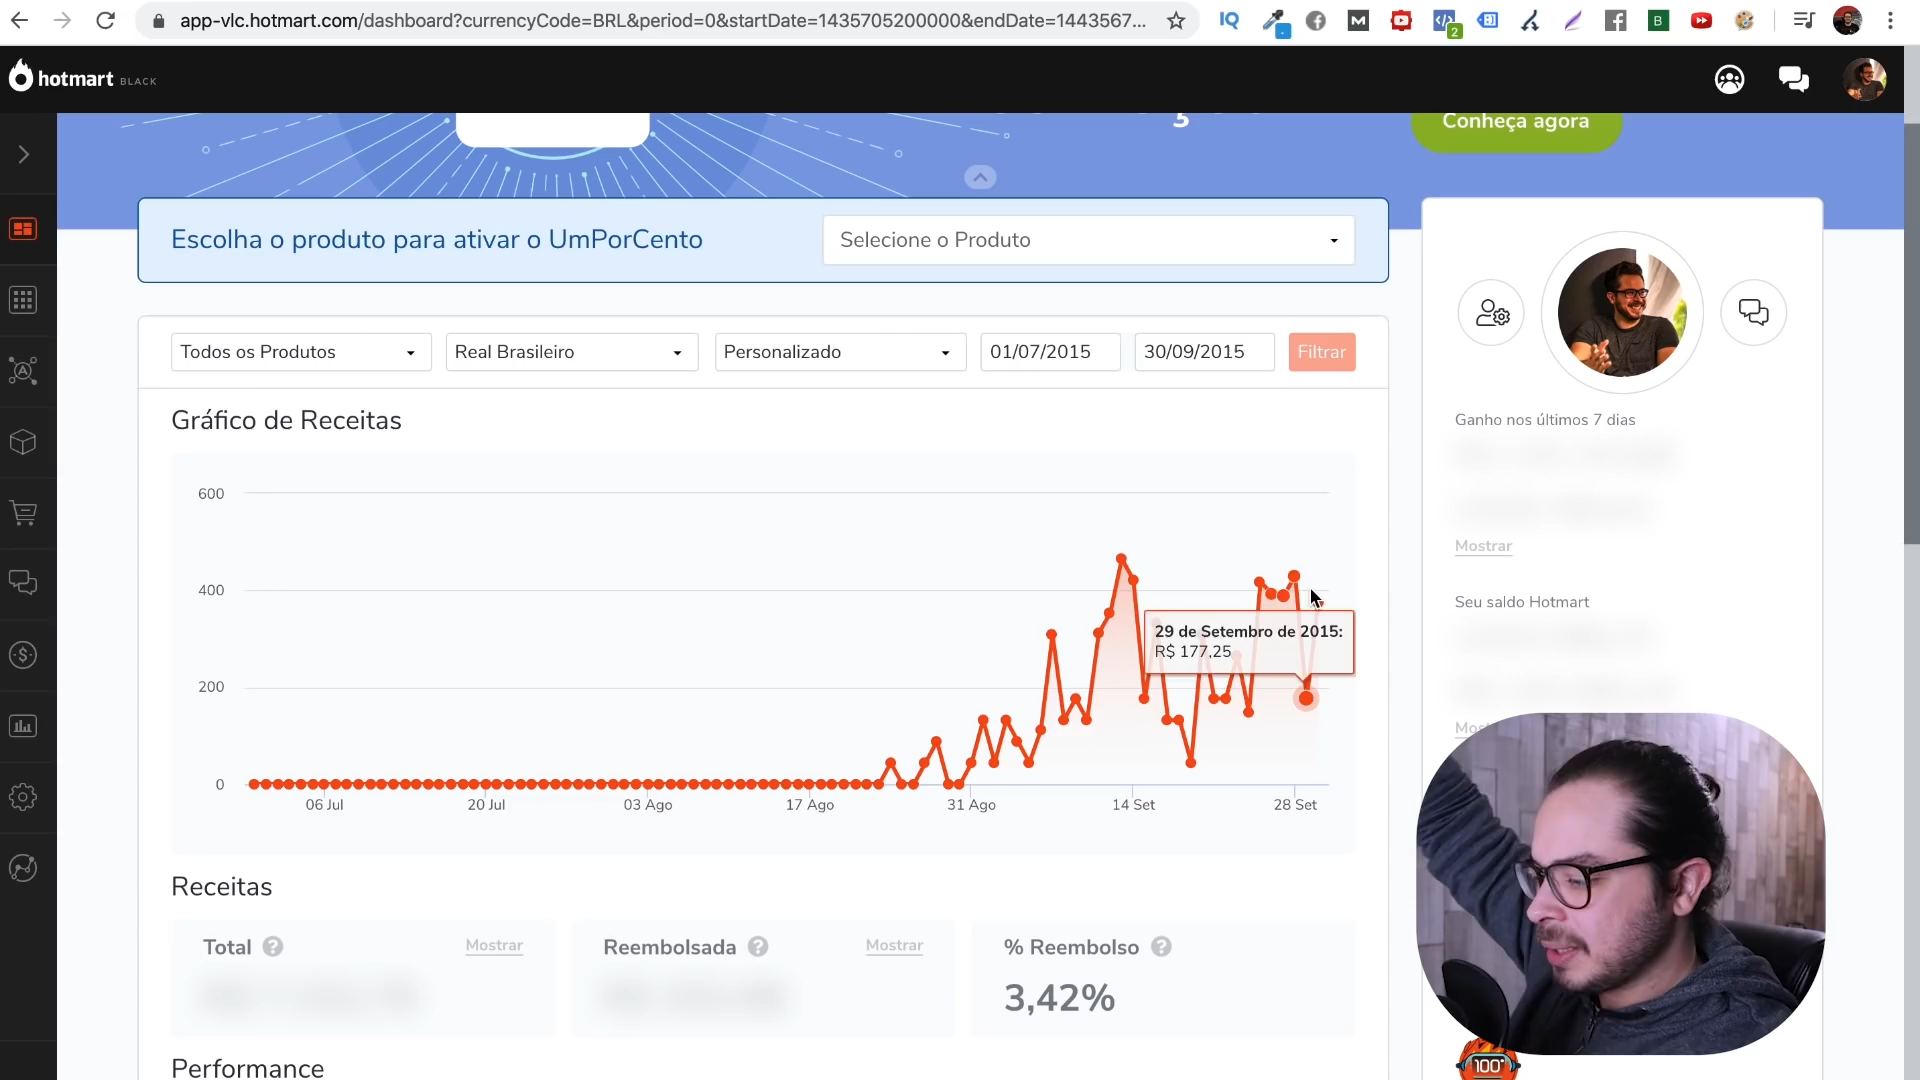 app-vlc.hotmart.com/dashboard?currencyCode=BRL&period=0&startDate=1435705200000&endDate=1443567...
IQ
M
2
B
hotmart BLACK
Conheça agora
Escolha o produto para ativar o UmPorCento
Selecione o Produto
Todos os Produtos
Real Brasileiro
Personalizado
01/07/2015
30/09/2015
Filtrar
Gráfico de Receitas
600
400
200
0
29 de Setembro de 2015:
R$ 177,25
06 Jul
20 Jul
03 Ago
17 Ago
31 Ago
14 Set
28 Set
Receitas
Total
Mostrar
Reembolsada
Mostrar
% Reembolso
3,42%
Performance
Ganho nos últimos 7 dias
Mostrar
Seu saldo Hotmart
100°